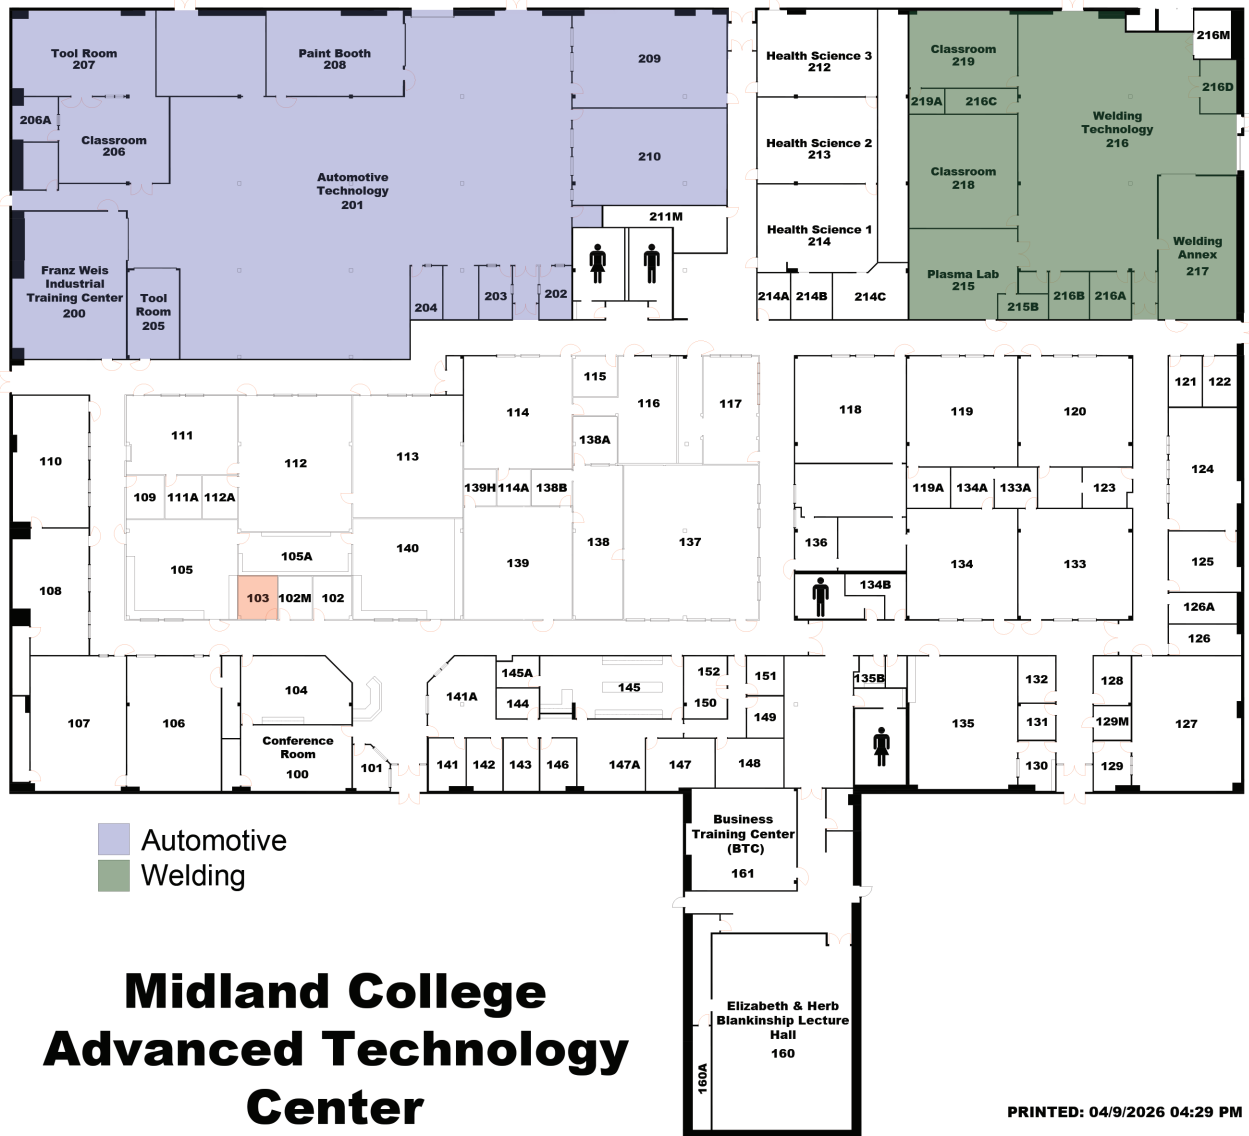 Tool Room
207
Paint Booth
208
209
Health Science 3
212
Classroom
219
216M
216D
206A
Classroom
206
219A
216C
Welding
Technology
216
Health Science 2
213
210
Automotive
Technology
201
Classroom
218
211M
Health Science 1
214
Welding
Annex
217
Franz Weis
Industrial
Training Center
200
Tool
Room
205
204
203
202
214A
214B
214C
Plasma Lab
215
215B
216B
216A
115
114
116
117
118
119
120
121
122
111
112
113
110
138A
124
109
111A
112A
139H
114A
138B
119A
134A
133A
123
105A
140
105
139
138
137
136
134
133
125
108
103
102M
102
134B
126A
126
104
141A
145A
144
145
152
150
151
149
135B
132
128
107
106
135
131
129M
127
Conference
Room
100
101
141
142
143
146
147A
147
148
130
129
Business
Training Center
(BTC)
161
Automotive
Welding
Elizabeth & Herb
Blankinship Lecture
Hall
160
160A
Midland College
Advanced Technology
Center
PRINTED: 04/9/2026 04:29 PM